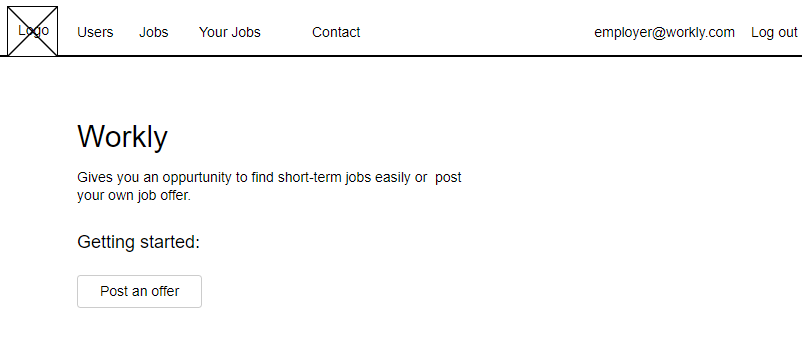 Logo Users Jobs Your Jobs Contact employer@workly.com Log out
Workly
Gives you an oppurtunity to find short-term jobs easily or  post
your own job offer.
Getting started:
Post an offer